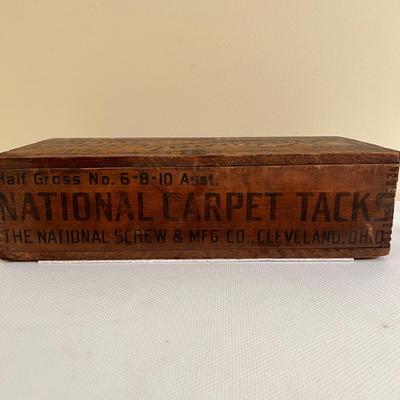 Half Gross No. 6-8-10 Asst.
NATIONAL CARPET TACKS
THE NATIONAL SCREW & MFG. CO., CLEVELAND, OHIO